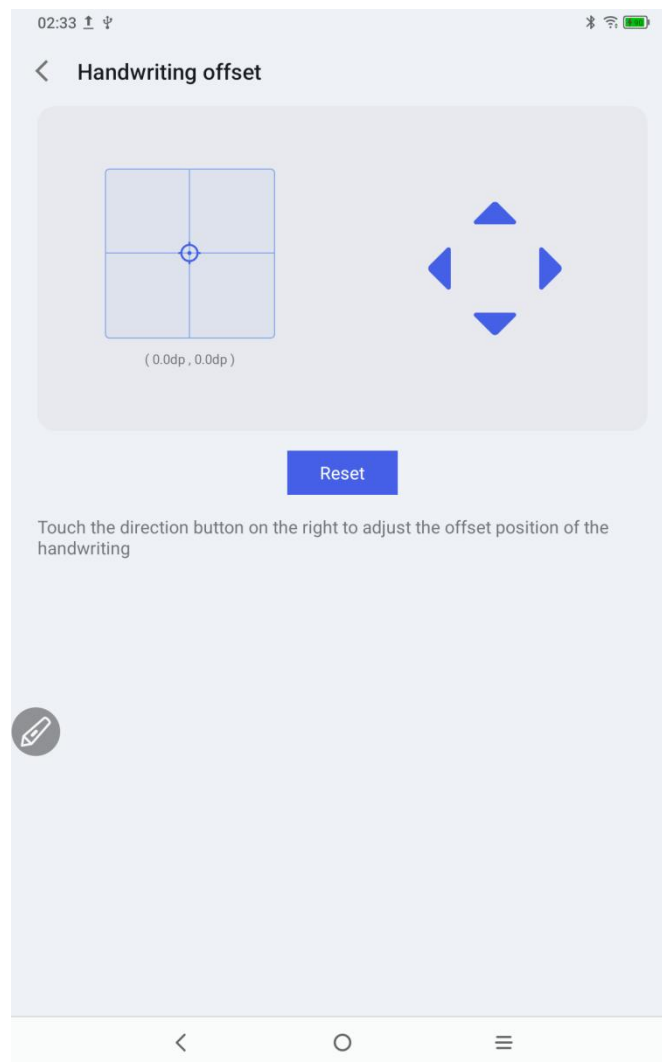 02:33
Handwriting offset
( 0.0dp , 0.0dp )
Reset
Touch the direction button on the right to adjust the offset position of the
handwriting